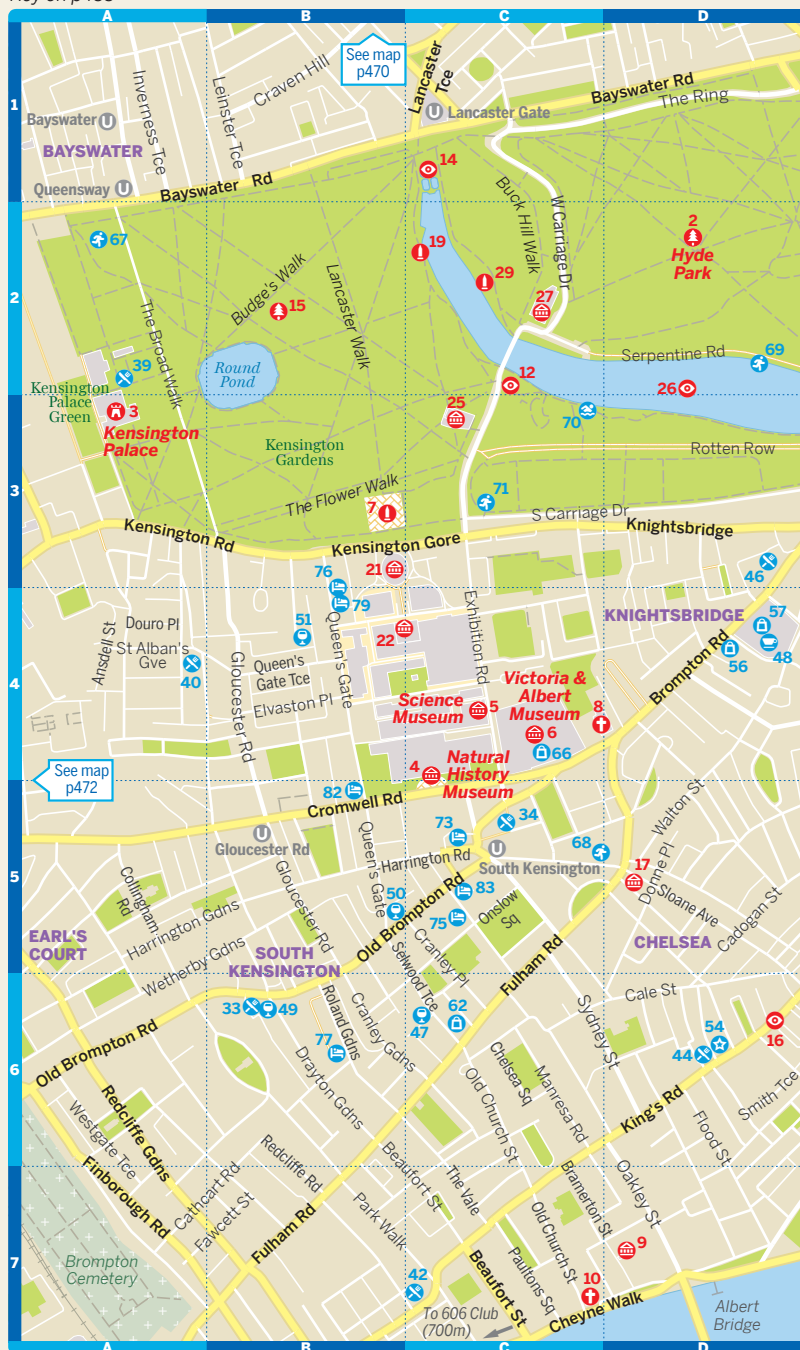 A
B
C
D
See map
p470
Lancaster
Tce
Craven Hill
Leinster Tce
Inverness Tce
1
Bayswater Rd
The Ring
U Lancaster Gate
Bayswater U
BAYSWATER
14
Queensway U
Bayswater Rd
Buck Hill Walk
W Carriage Dr
67
19
2
Hyde
Park
2
29
27
Budge's Walk
15
Lancaster Walk
The Broad Walk
Serpentine Rd
69
39
Round
Pond
12
26
Kensington
Palace
Green
3
Kensington
Palace
25
70
Kensington
Gardens
Rotten Row
3
The Flower Walk
7
71
S Carriage Dr
Kensington Rd
Kensington Gore
Knightsbridge
21
46
76
79
KNIGHTSBRIDGE
57
51
Douro Pl
Ansdell St
St Alban's
Gve
22
Exhibition Rd
56
48
40
Queen's Gate
Queen's
Gate Tce
Brompton Rd
4
Gloucester Rd
Elvaston Pl
Science
Museum
5
Victoria &
Albert
Museum
6
8
66
See map
p472
4
Natural
History
Museum
82
Cromwell Rd
Walton St
73
34
U
Gloucester Rd
Queen's Gate
Harrington Rd
U
South Kensington
68
17
Donne Pl
5
Collingham
Rd
Gloucester Rd
83
Sloane Ave
50
75
Onslow
Sq
Cadogan St
Harrington Gdns
Old Brompton Rd
EARL'S
COURT
SOUTH
KENSINGTON
Cranley Pl
CHELSEA
Wetherby Gdns
Selwood Tce
Fulham Rd
Cale St
33
49
Roland Gdns
47
62
Sydney St
16
Cranley Gdns
54
Old Brompton Rd
77
44
6
Drayton Gdns
Chelsea Sq
Manresa Rd
Old Church St
King's Rd
Smith Tce
Redcliffe Gdns
Westgate Tce
Flood St
Finborough Rd
Redcliffe Rd
Beaufort St
The Vale
Bramerton St
Oakley St
Cathcart Rd
Fawcett St
Park Walk
Old Church St
Fulham Rd
7
Brompton
Cemetery
Paultons Sq
9
42
Beaufort St
10
To 606 Club
(700m)
Cheyne Walk
Albert
Bridge
A
B
C
D